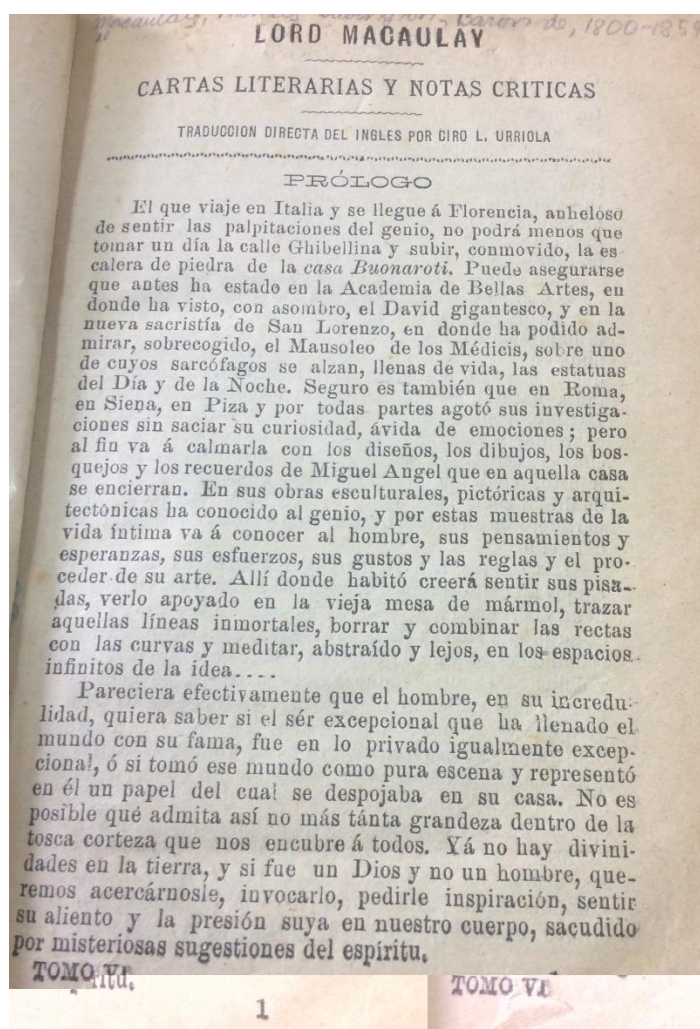 Macaulay, Thomas Babington, Baron de, 1800-1859
LORD MACAULAY
CARTAS LITERARIAS Y NOTAS CRITICAS
TRADUCCION DIRECTA DEL INGLES POR CIRO L. URRIOLA
PRÓLOGO
El que viaje en Italia y se llegue á Florencia, anheloso
de sentir las palpitaciones del genio, no podrá menos que
tomar un día la calle Ghibellina y subir, conmovido, la es
calera de piedra de la casa Buonaroti. Puede asegurarse
que antes ha estado en la Academia de Bellas Artes, en
donde ha visto, con asombro, el David gigantesco, y en la
nueva sacristía de San Lorenzo, en donde ha podido ad-
mirar, sobrecogido, el Mausoleo de los Médicis, sobre uno
de cuyos sarcófagos se alzan, llenas de vida, las estatuas
del Día y de la Noche. Seguro es también que en Roma,
en Siena, en Piza y por todas partes agotó sus investiga-
ciones sin saciar su curiosidad, ávida de emociones; pero
al fin va á calmarla con los diseños, los dibujos, los bos-
quejos y los recuerdos de Miguel Angel que en aquella casa
se encierran. En sus obras esculturales, pictóricas y arqui-
tectónicas ha conocido al genio, y por estas muestras de la
vida íntima va á conocer al hombre, sus pensamientos y
esperanzas, sus esfuerzos, sus gustos y las reglas y el pro-
ceder de su arte. Allí donde habitó creerá sentir sus pisa-
das, verlo apoyado en la vieja mesa de mármol, trazar
aquellas líneas inmortales, borrar y combinar las rectas
con las curvas y meditar, abstraído y lejos, en los espacios
infinitos de la idea....
Pareciera efectivamente que el hombre, en su incredu-
lidad, quiera saber si el sér excepcional que ha llenado el
mundo con su fama, fue en lo privado igualmente excep-
cional, ó si tomó ese mundo como pura escena y representó
en él un papel del cual se despojaba en su casa. No es
posible que admita así no más tánta grandeza dentro de la
tosca corteza que nos encubre á todos. Yá no hay divini-
dades en la tierra, y si fue un Dios y no un hombre, que-
remos acercárnosle, invocarlo, pedirle inspiración, sentir
su aliento y la presión suya en nuestro cuerpo, sacudido
por misteriosas sugestiones del espíritu.
TOMO VI
1
TOMO VI